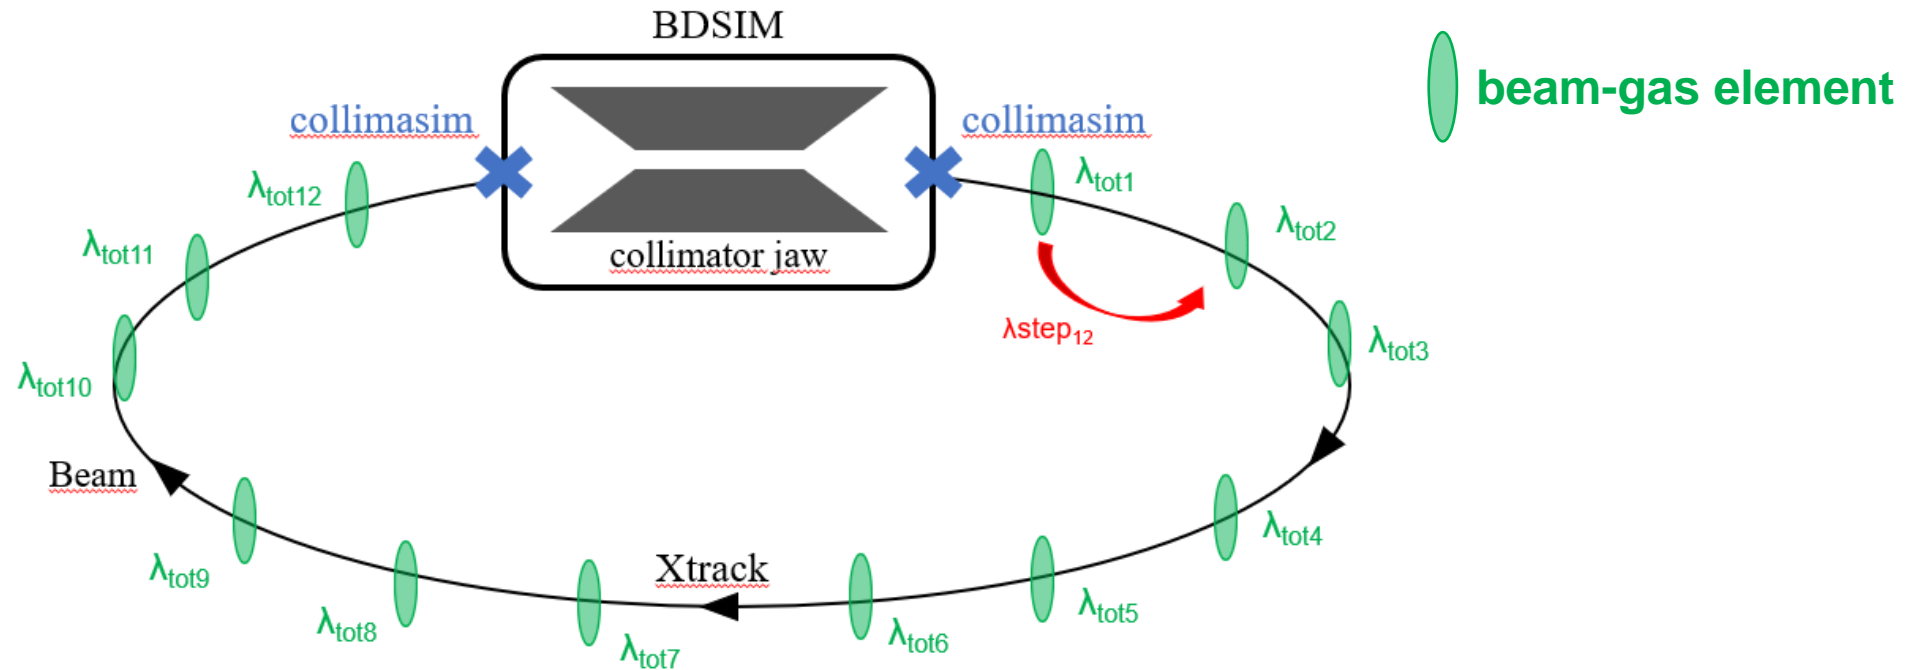 BDSIM
beam-gas element
collimasim
collimasim
λtot12
λtot1
λtot2
λtot11
collimator jaw
λstep12
λtot3
λtot10
Beam
λtot4
λtot9
Xtrack
λtot5
λtot8
λtot6
λtot7